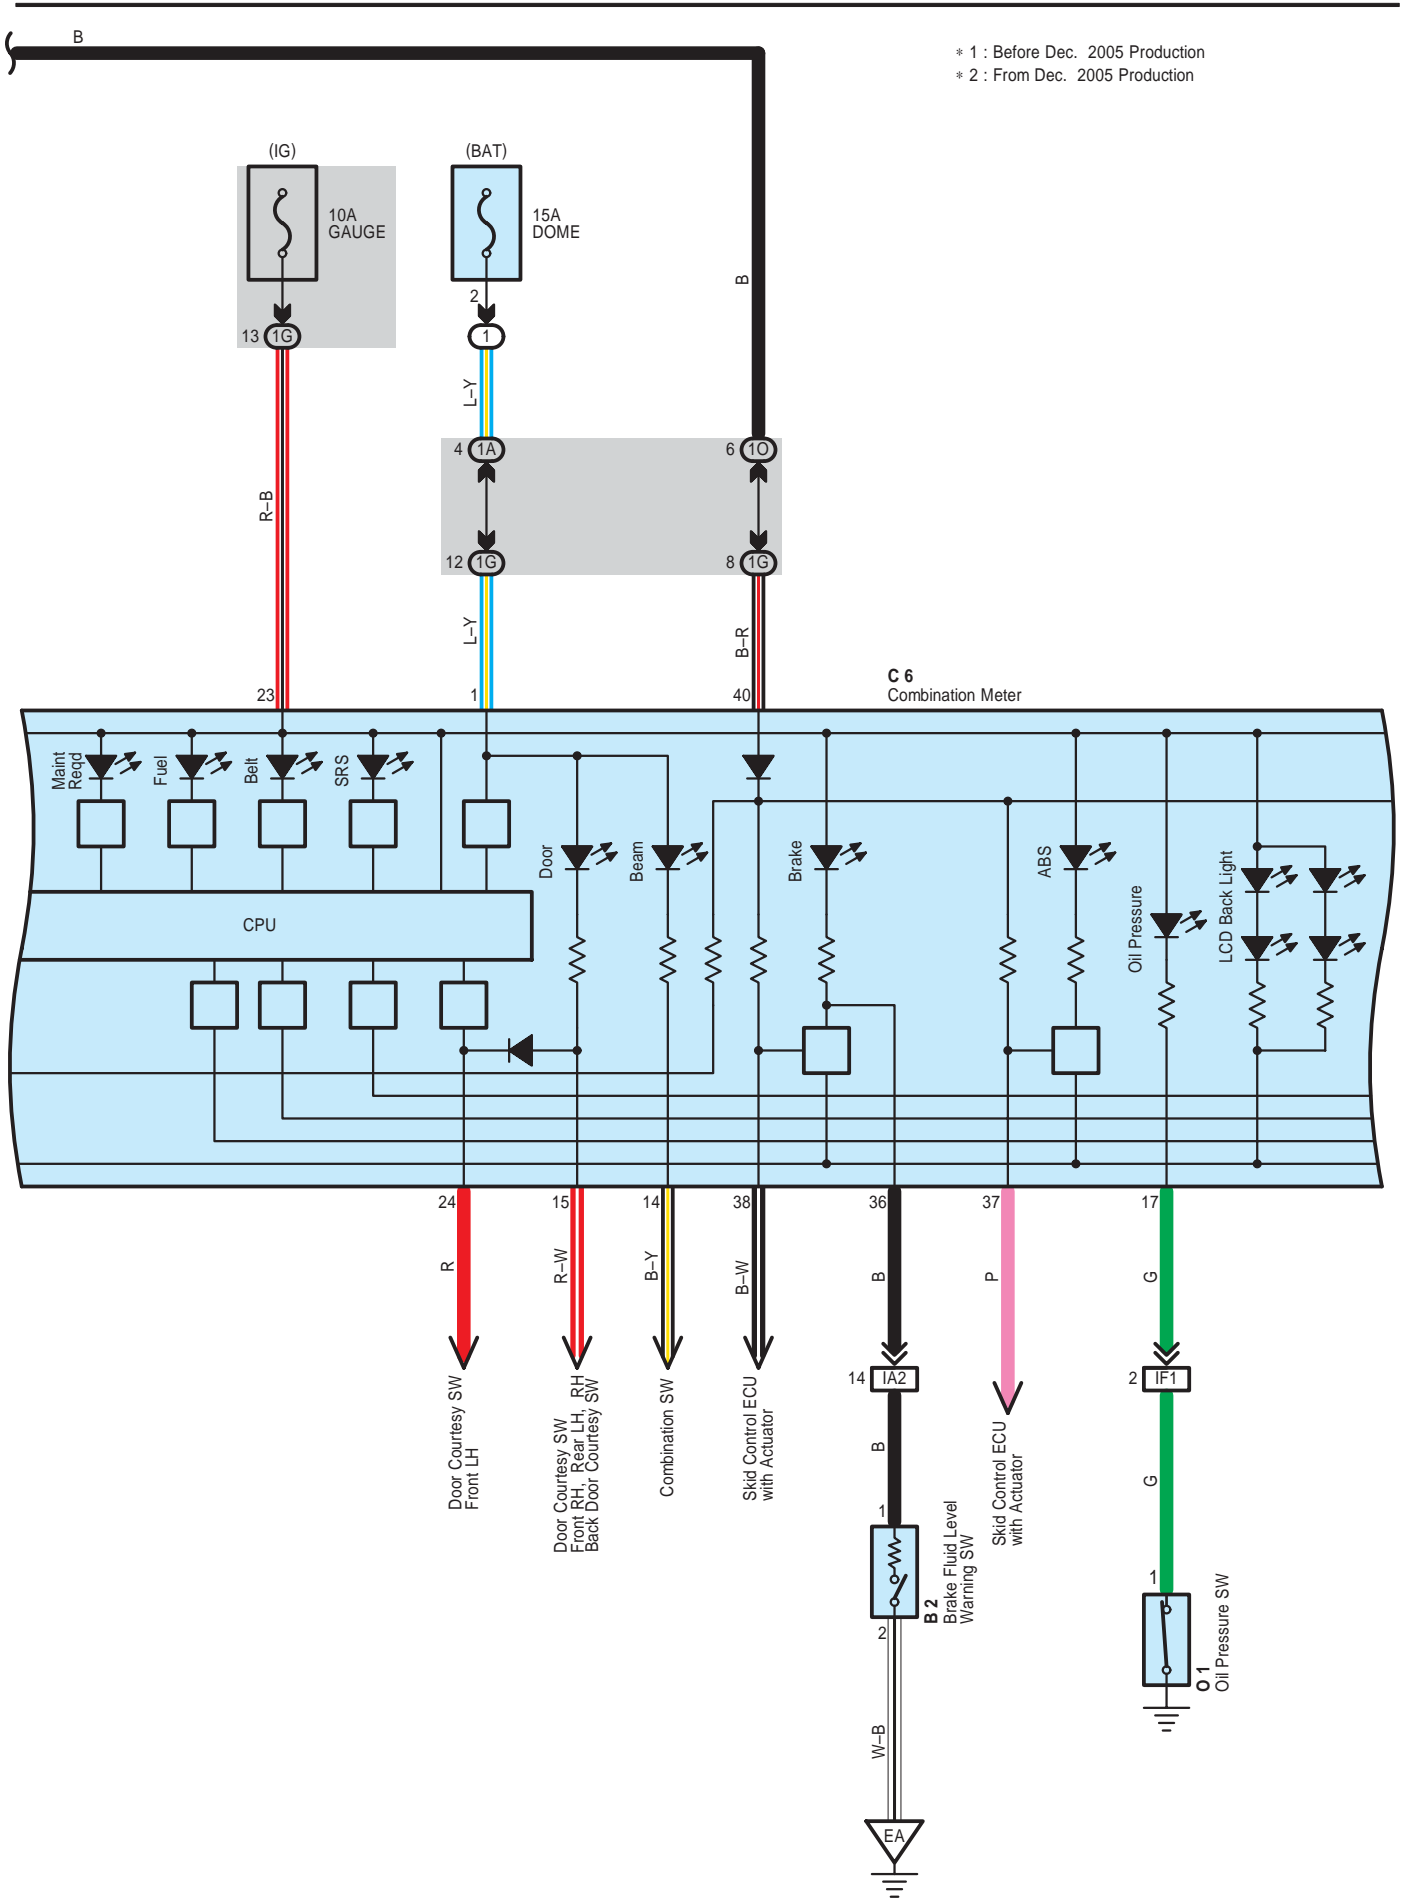 B
* 1 : Before Dec. 2005 Production
* 2 : From Dec. 2005 Production
(IG)
(BAT)
10A
GAUGE
15A
DOME
B
2
13 1G
1
L–Y
4 1A
6 1O
R–B
12 1G
8 1G
L–Y
B–R
C 6
Combination Meter
23
1
40
Maint
Reqd
Fuel
Belt
SRS
Door
Beam
Brake
ABS
Oil Pressure
LCD Back Light
CPU
24
15
14
38
36
37
17
R
R–W
B–Y
B–W
B
P
G
14 IA2
2 IF1
Door Courtesy SW
Front LH
Door Courtesy SW
Front RH, Rear LH, RH
Back Door Courtesy SW
Combination SW
Skid Control ECU
with Actuator
B
Skid Control ECU
with Actuator
G
1
B 2
Brake Fluid Level
Warning SW
2
1
O 1
Oil Pressure SW
W–B
EA